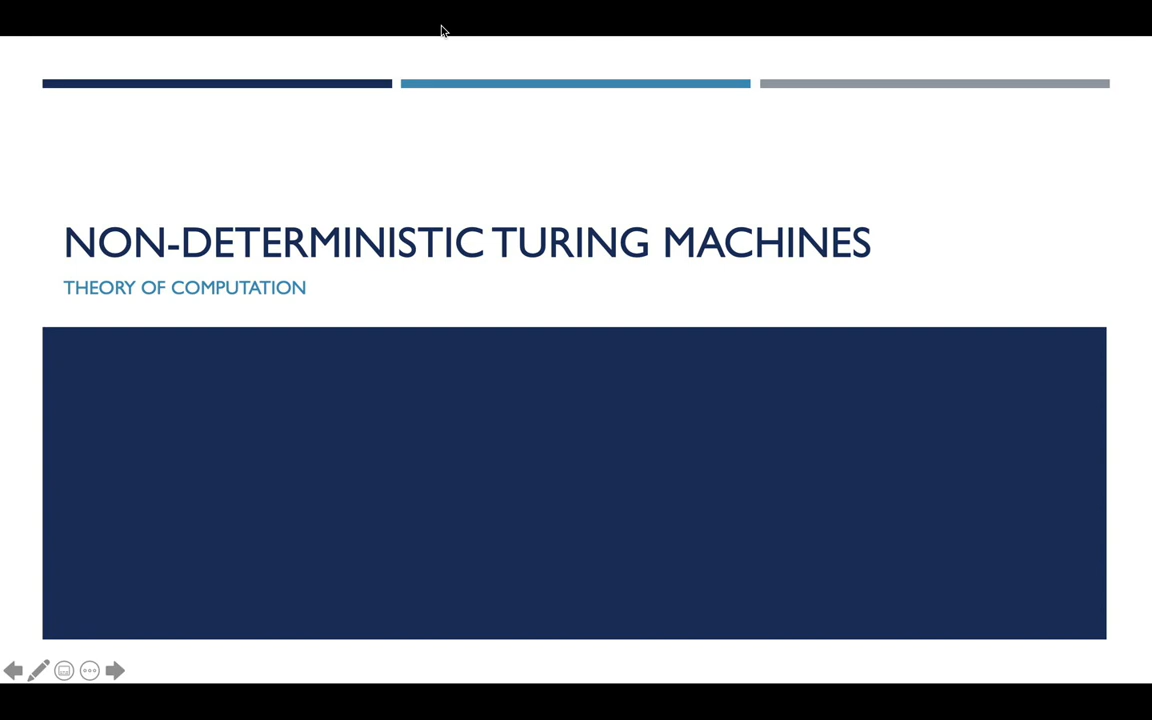 NON-DETERMINISTIC TURING MACHINES
THEORY OF COMPUTATION